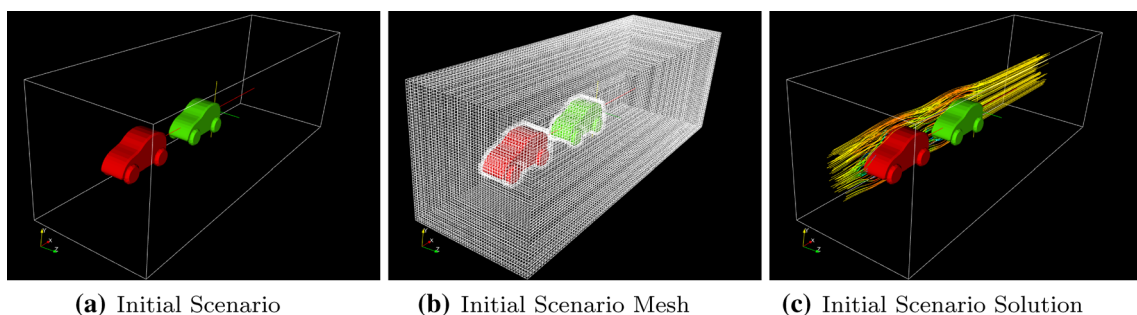 Y
X
Z
Y
X
Z
Y
X
Z
(a) Initial Scenario
(b) Initial Scenario Mesh
(c) Initial Scenario Solution